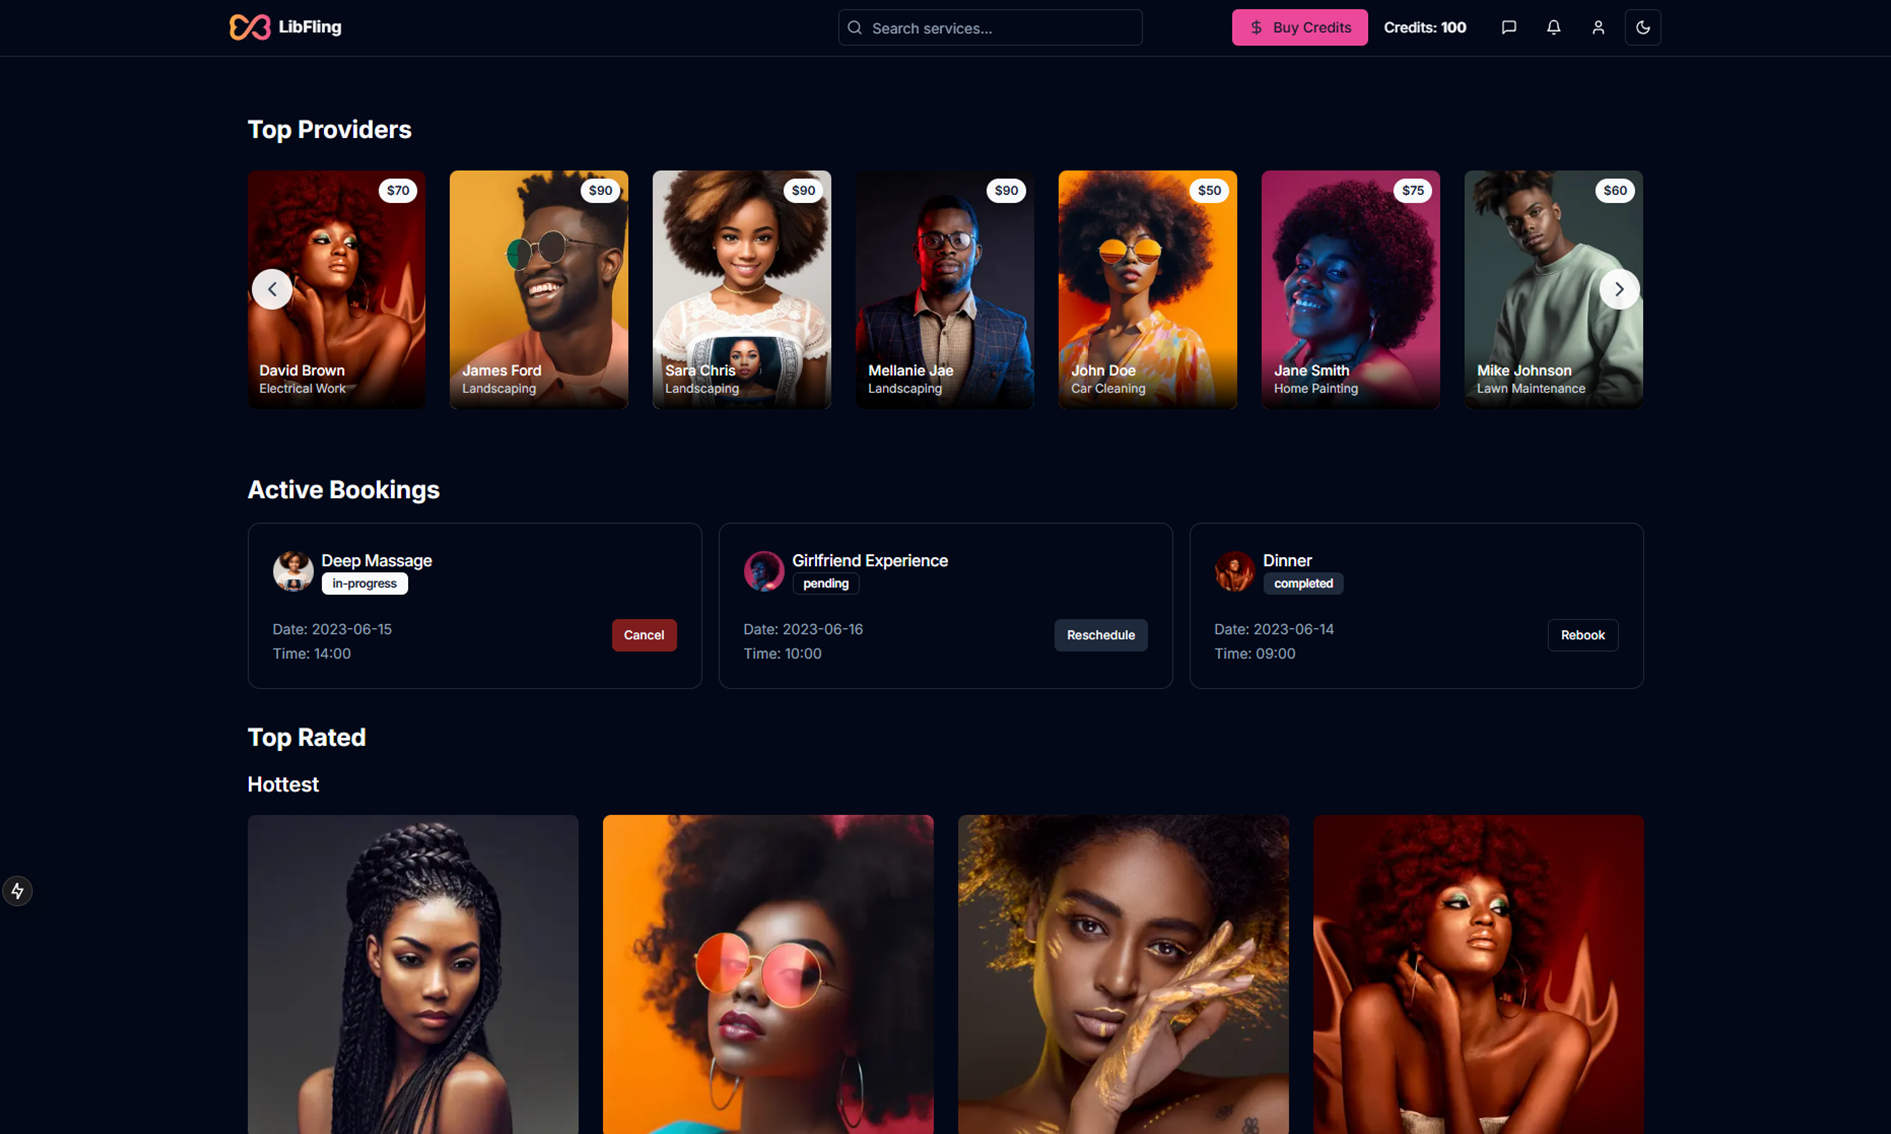 LibFling
Search services...
Buy Credits
Credits: 100
Top Providers
$70
David Brown
Electrical Work
$90
James Ford
Landscaping
$90
Sara Chris
Landscaping
$90
Mellanie Jae
Landscaping
$50
John Doe
Car Cleaning
$75
Jane Smith
Home Painting
$60
Mike Johnson
Lawn Maintenance
Active Bookings
Deep Massage
in-progress
Date: 2023-06-15
Time: 14:00
Cancel
Girlfriend Experience
pending
Date: 2023-06-16
Time: 10:00
Reschedule
Dinner
completed
Date: 2023-06-14
Time: 09:00
Rebook
Top Rated
Hottest